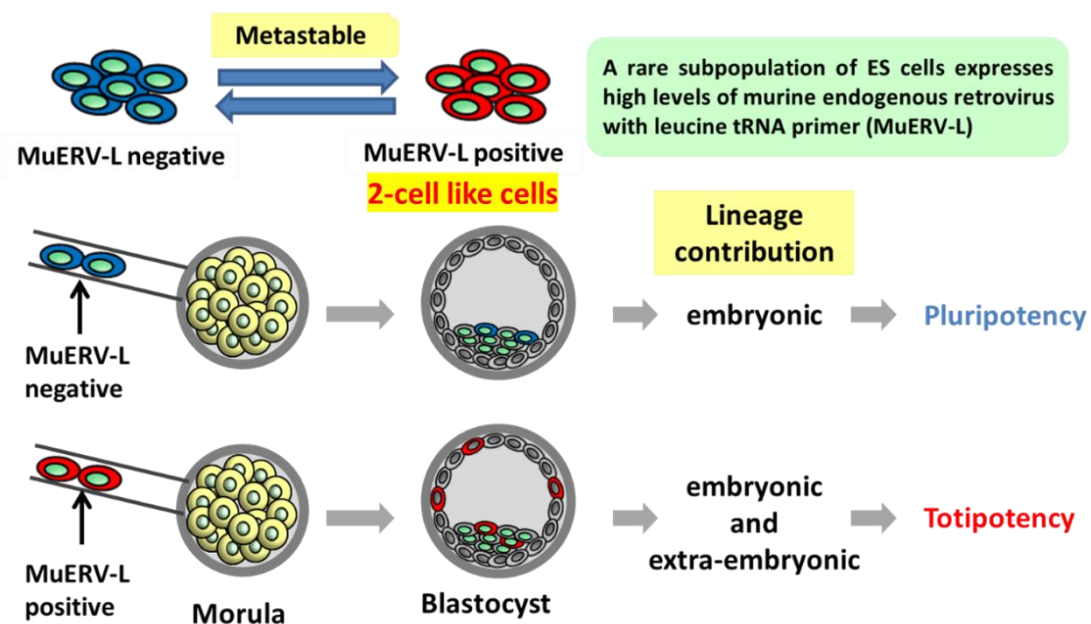 Metastable
A rare subpopulation of ES cells expresses
high levels of murine endogenous retrovirus
with leucine tRNA primer (MuERV-L)
MuERV-L negative
MuERV-L positive
2-cell like cells
Lineage
contribution
MuERV-L
negative
embryonic
Pluripotency
MuERV-L
positive
Morula
Blastocyst
embryonic
and
extra-embryonic
Totipotency